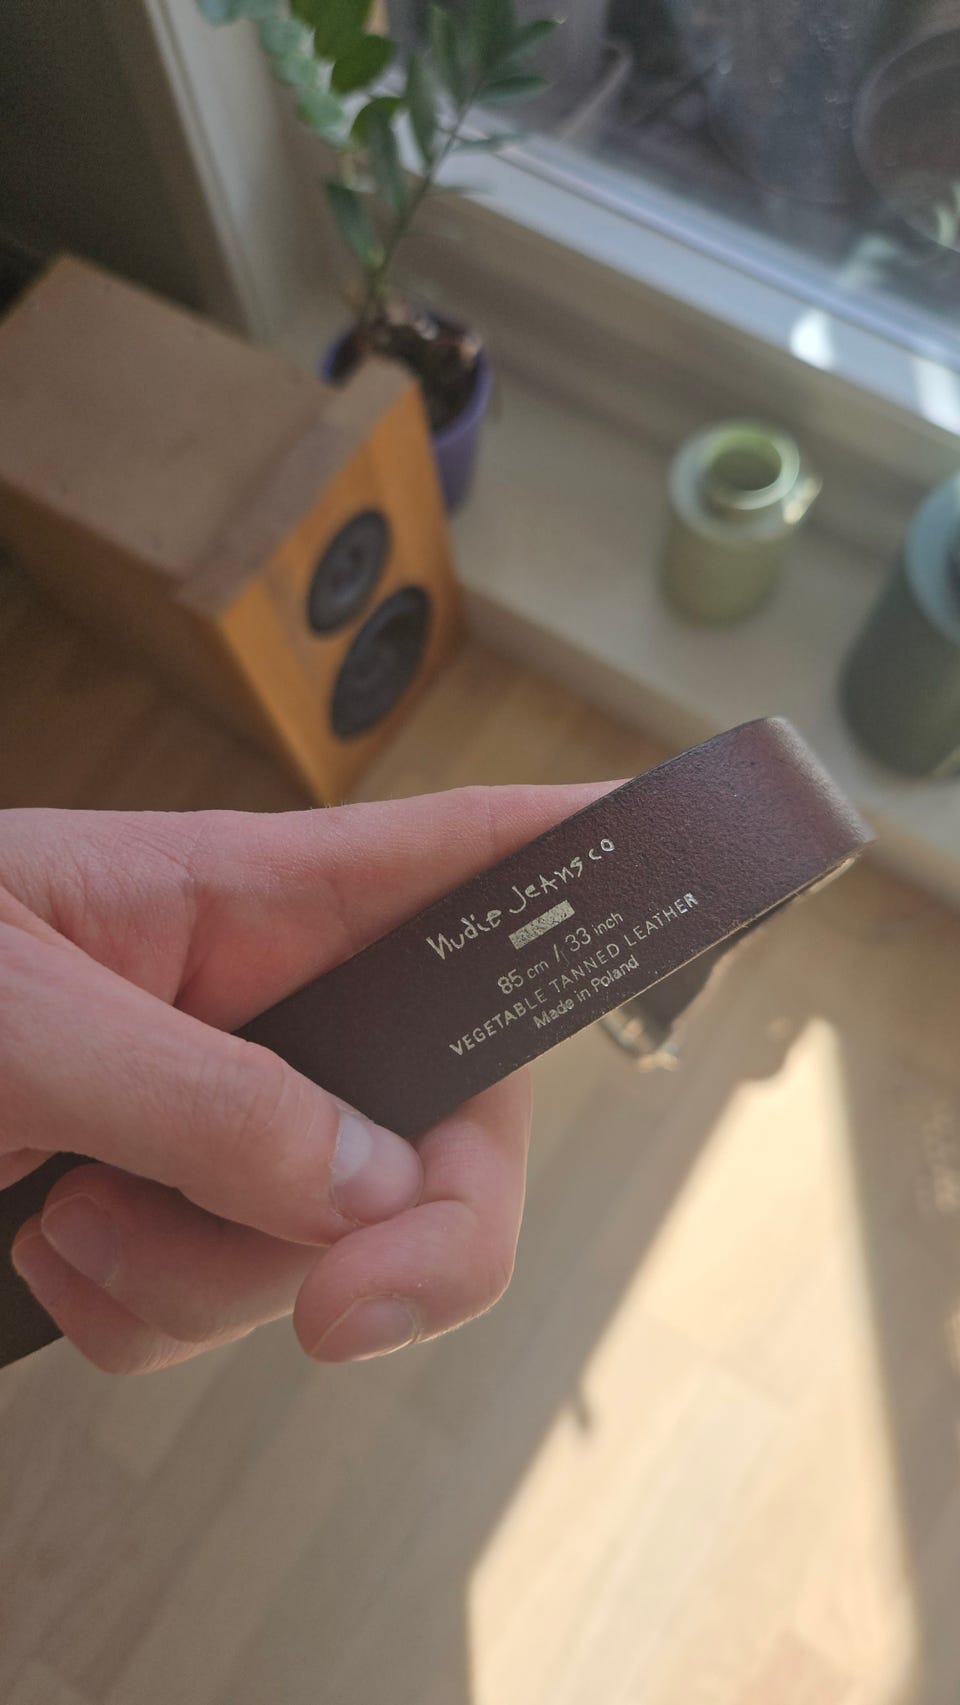 Nudie Jeans co
85 cm / 33 inch
VEGETABLE TANNED LEATHER
Made in Poland